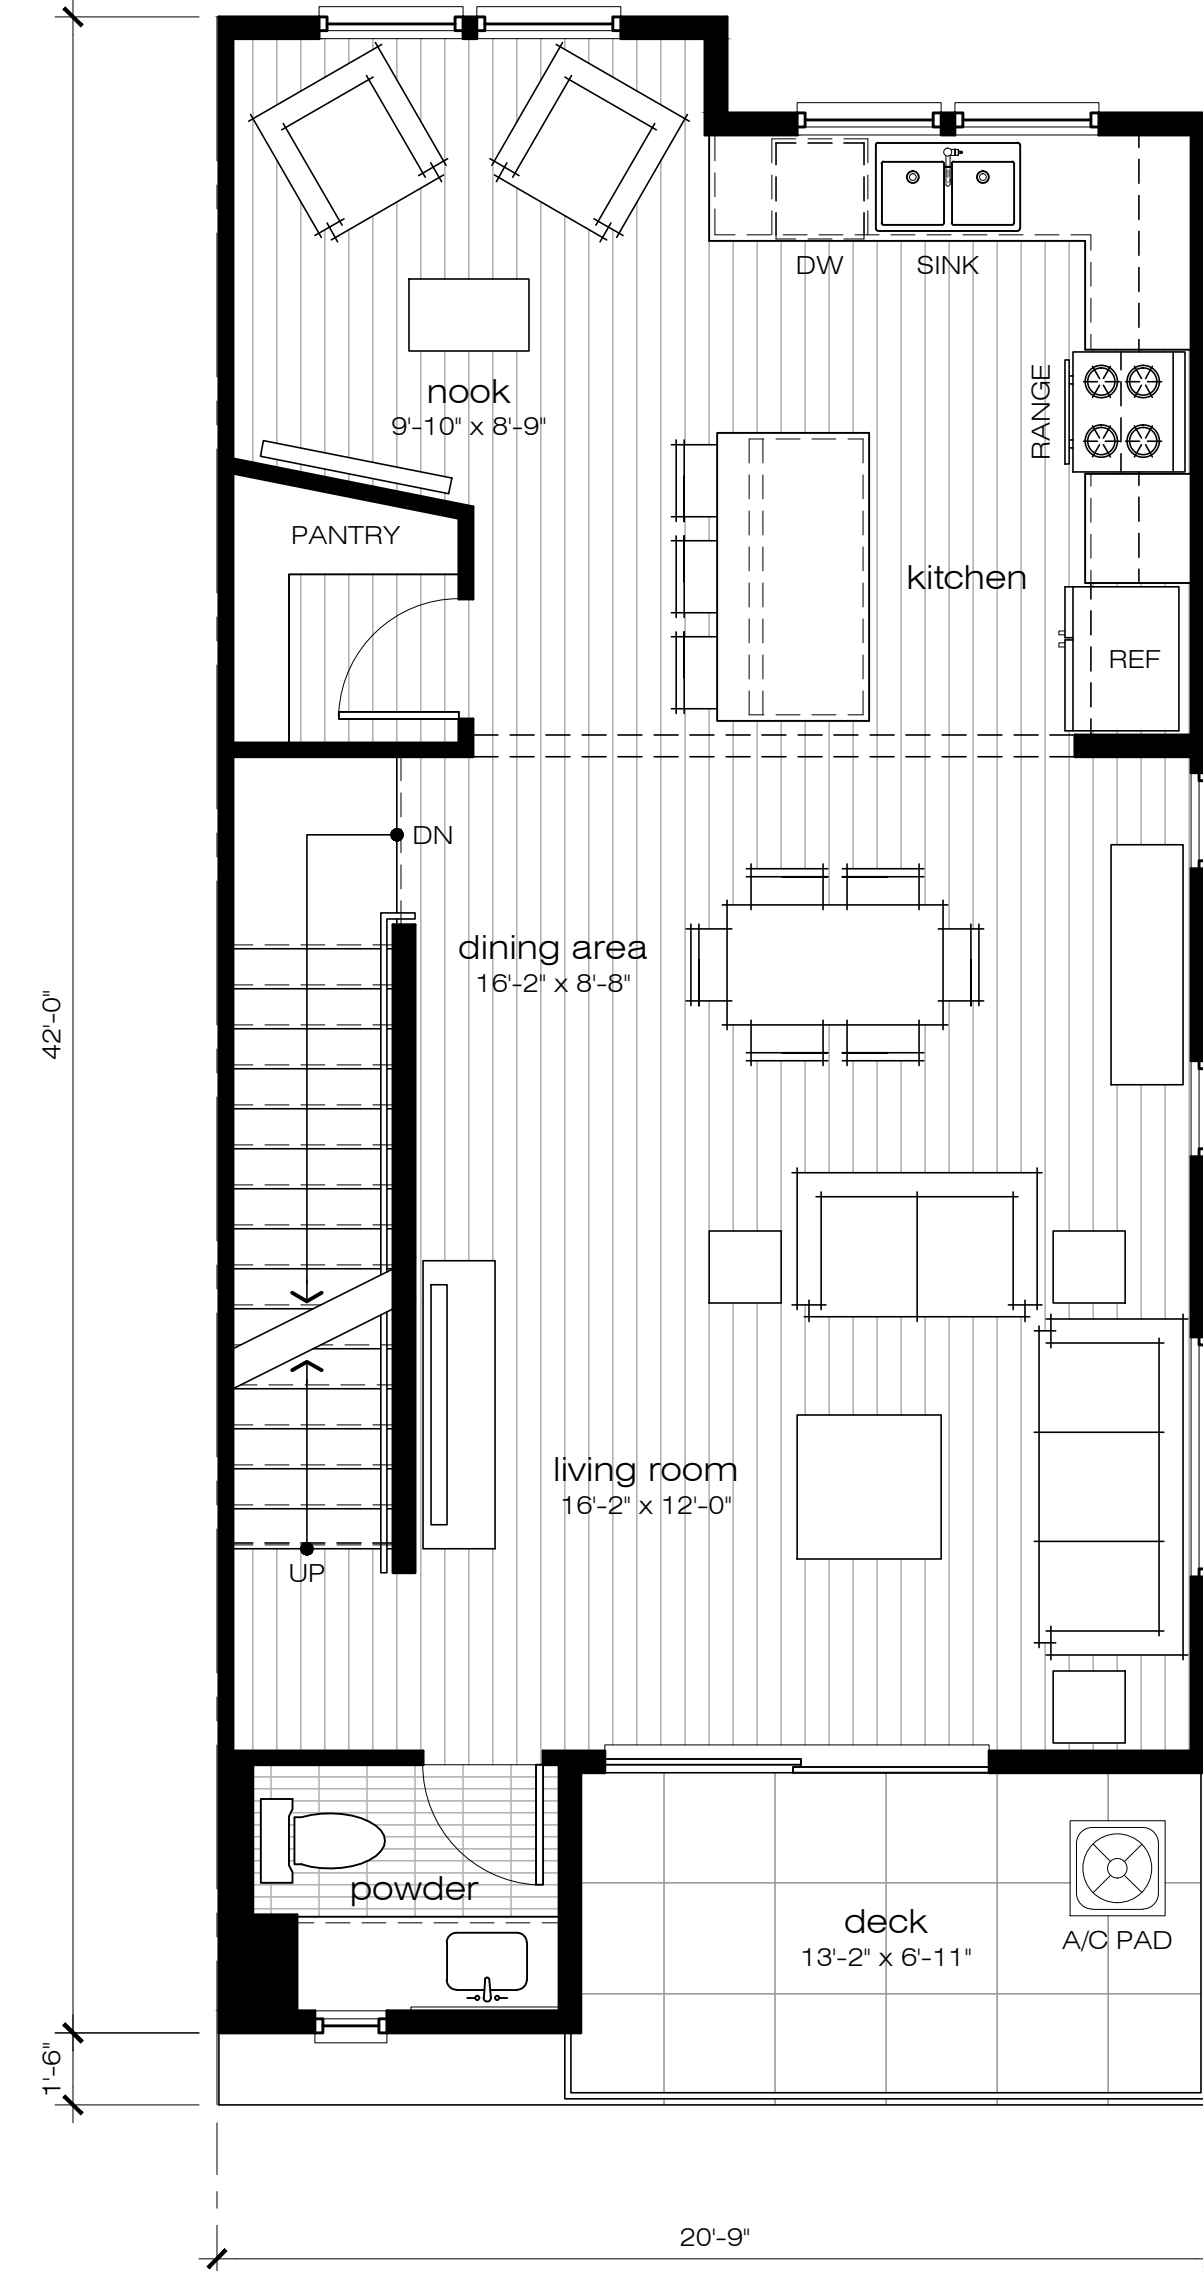 DW
SINK
RANGE
nook
9'-10" x 8'-9"
PANTRY
kitchen
REF
DN
dining area
16'-2" x 8'-8"
42'-0"
living room
16'-2" x 12'-0"
UP
powder
deck
13'-2" x 6'-11"
A/C PAD
1'-6"
20'-9"